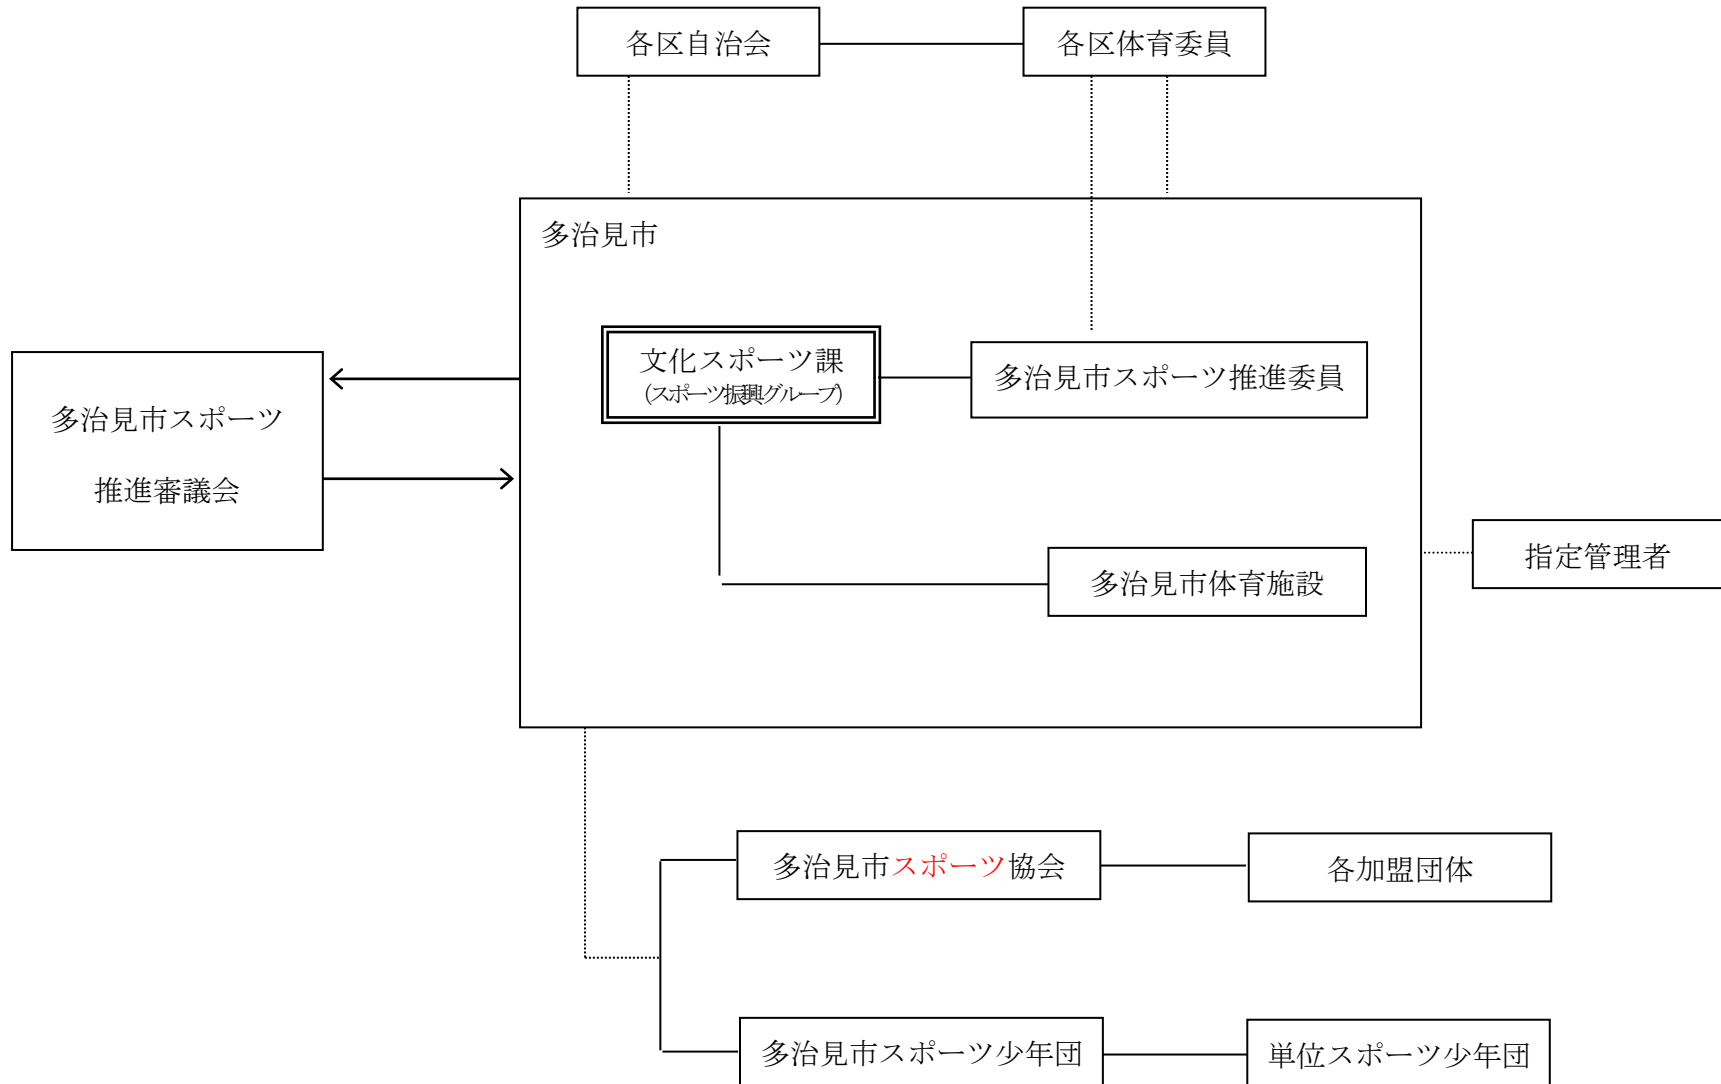 各区自治会
各区体育委員
多治見市
文化スポーツ課
(スポーツ振興グループ)
多治見市スポーツ推進委員
多治見市スポーツ
推進審議会
指定管理者
多治見市体育施設
多治見市スポーツ協会
各加盟団体
多治見市スポーツ少年団
単位スポーツ少年団